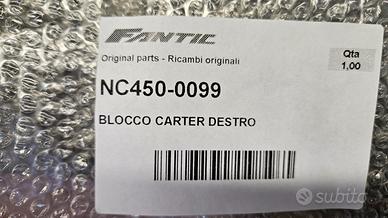 FANTIC
Original parts - Ricambi originali
Qta
1,00
NC450-0099
BLOCCO CARTER DESTRO
subito